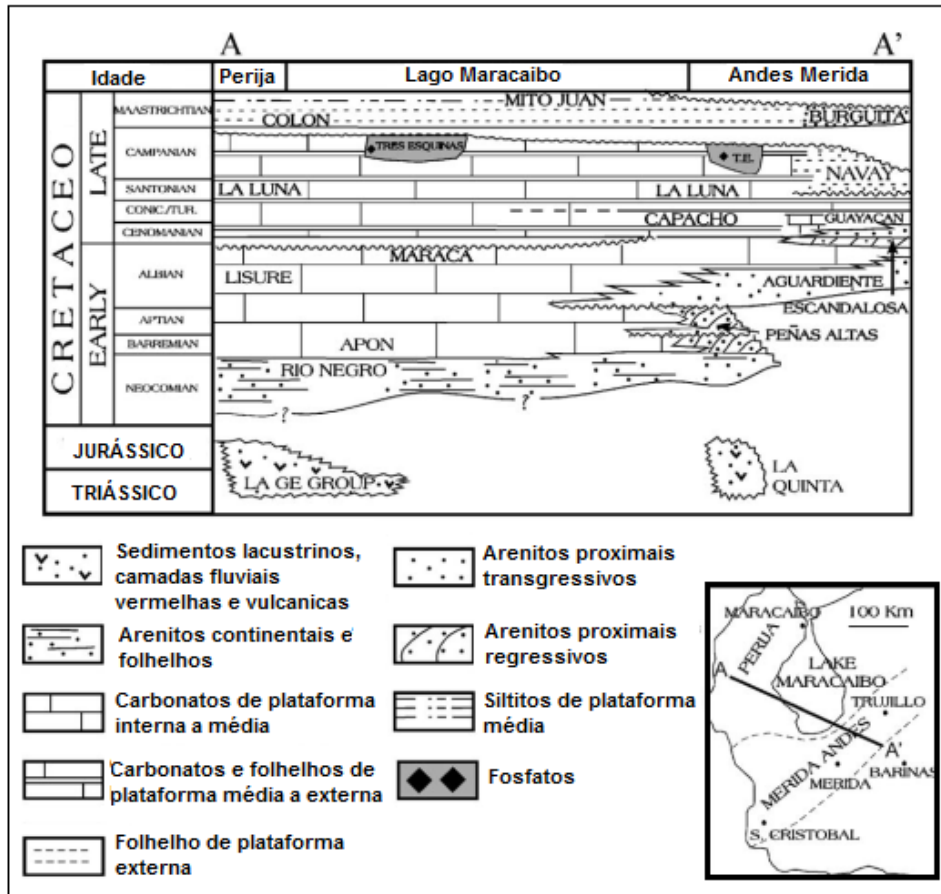 A A'
Idade Perija Lago Maracaibo Andes Merida
CRETACEO
LATE
EARLY
MAASTRICHTIAN
CAMPANIAN
SANTONIAN
CONIC./TUR.
CENOMANIAN
ALBIAN
APTIAN
BARREMIAN
NEOCOMIAN
JURÁSSICO
TRIÁSSICO
MITO JUAN
COLON
BURGUITA
TRES ESQUINAS
T.E.
NAVAY
LA LUNA LA LUNA
CAPACHO
GUAYACAN
MARACA
LISURE
AGUARDIENTE
ESCANDALOSA
PEÑAS ALTAS
APON
RIO NEGRO
?
?
LA GE GROUP
LA
QUINTA
Sedimentos lacustrinos,
camadas fluviais
vermelhas e vulcanicas
Arenitos continentais e
folhelhos
Carbonatos de plataforma
interna a média
Carbonatos e folhelhos de
plataforma média a externa
Folhelho de plataforma
externa
Arenitos proximais
transgressivos
Arenitos proximais
regressivos
Siltitos de plataforma
média
Fosfatos
MARACAIBO
100 Km
PERIJA
A
LAKE
MARACAIBO
TRUJILLO
A'
MERIDA ANDES
MERIDA
BARINAS
S. CRISTOBAL